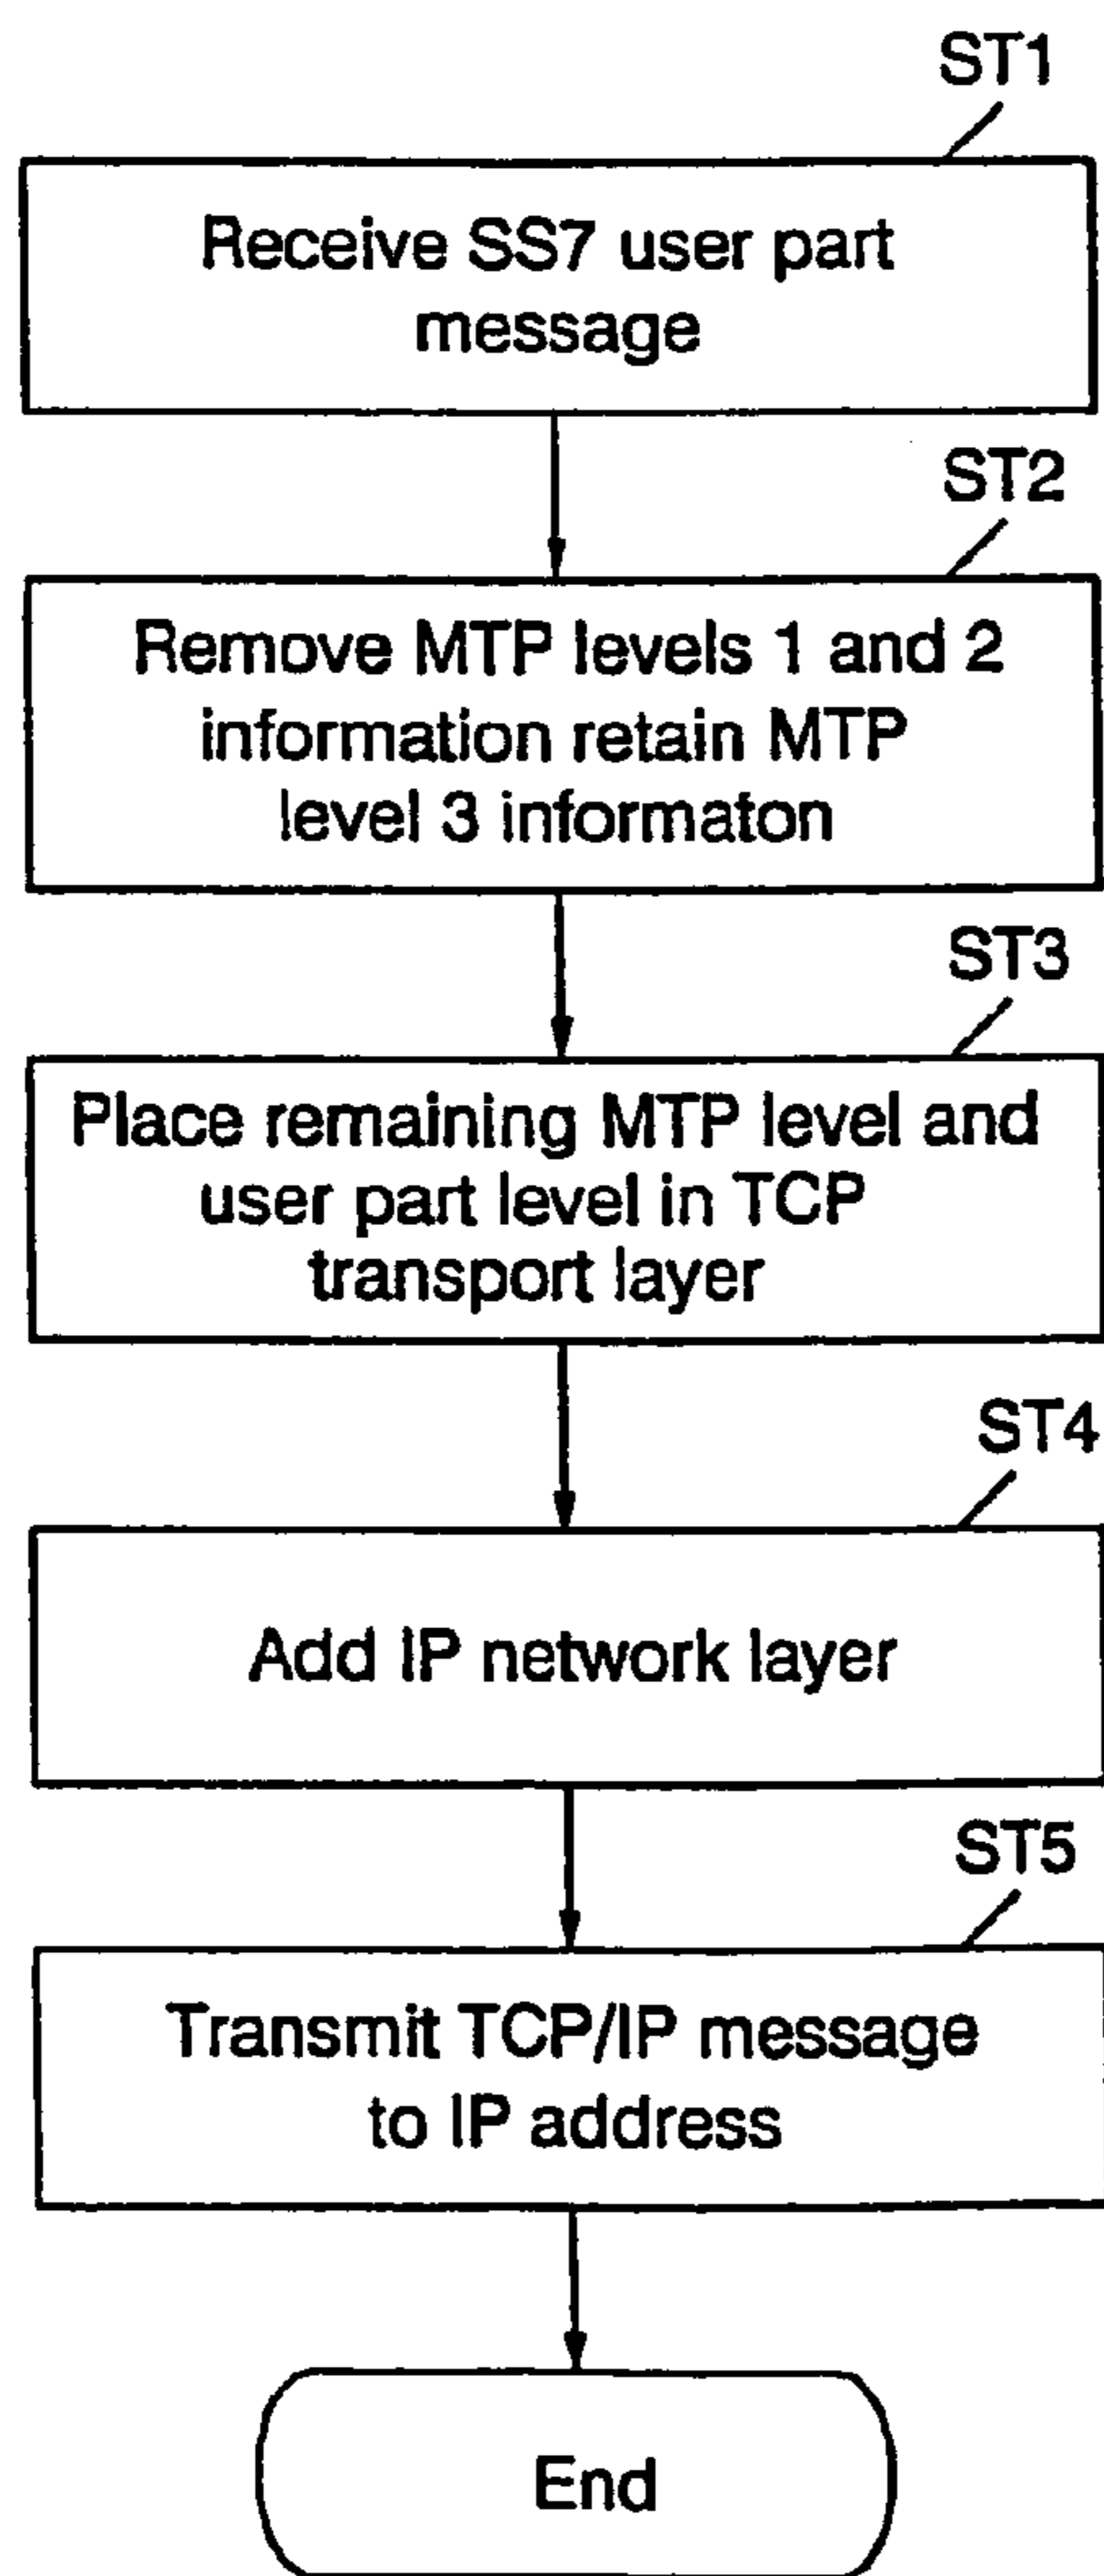 ST1
Receive SS7 user part
message
ST2
Remove MTP levels 1 and 2
information retain MTP
level 3 informaton
ST3
Place remaining MTP level and
user part level in TCP
transport layer
ST4
Add IP network layer
ST5
Transmit TCP/IP message
to IP address
End